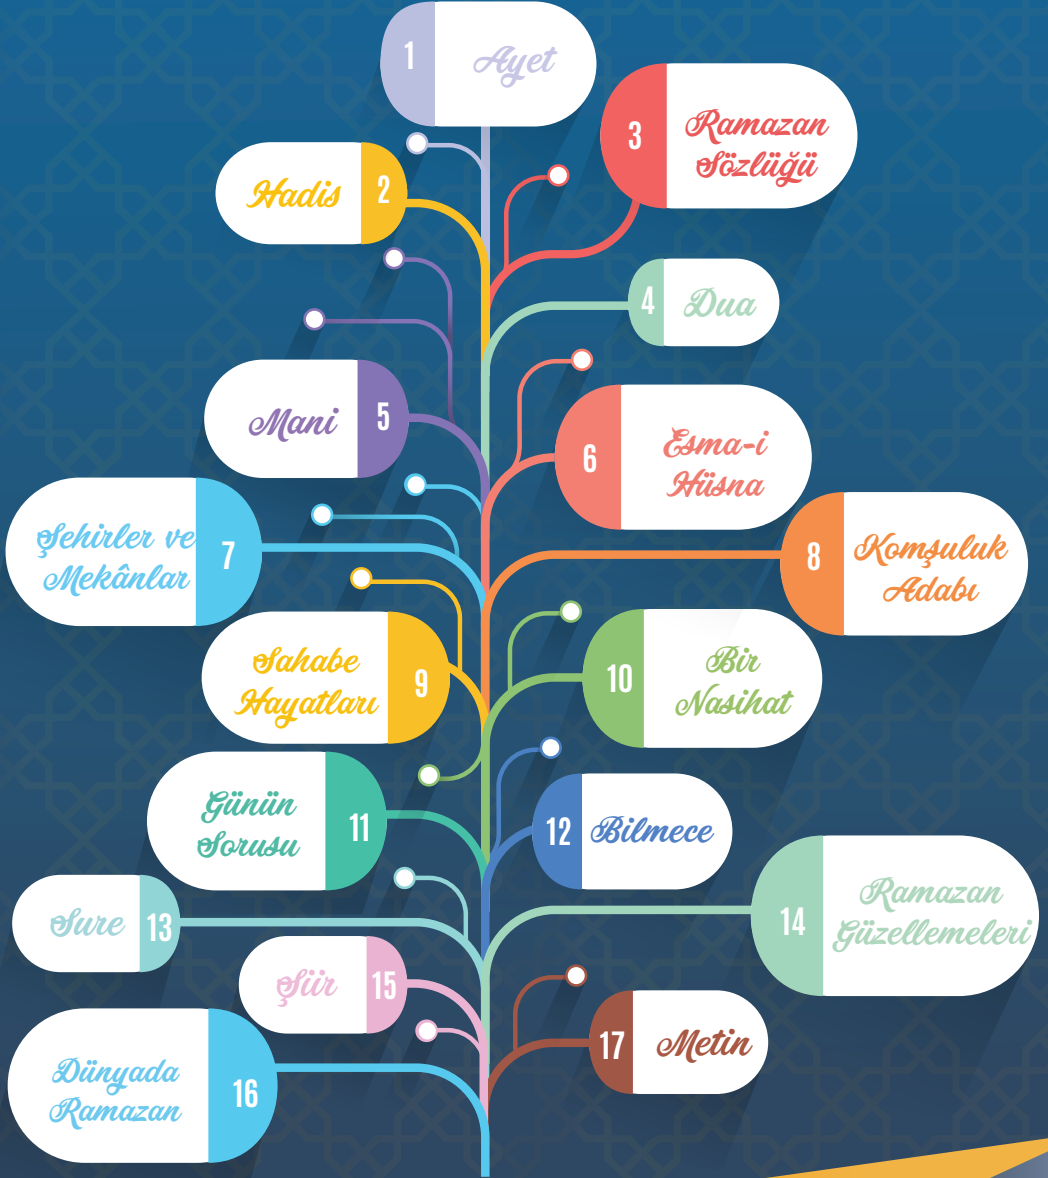 1
Ayet
2
Hadis
3
Ramazan
Sözlüğü
4
Dua
5
Mani
6
Esma-i
Hüsna
7
Şehirler ve
Mekânlar
8
Komşuluk
Adabı
9
Sahabe
Hayatları
10
Bir
Nasihat
11
Günün
Sorusu
12
Bilmece
13
Sure
14
Ramazan
Güzellemeleri
15
Şiir
16
Dünyada
Ramazan
17
Metin